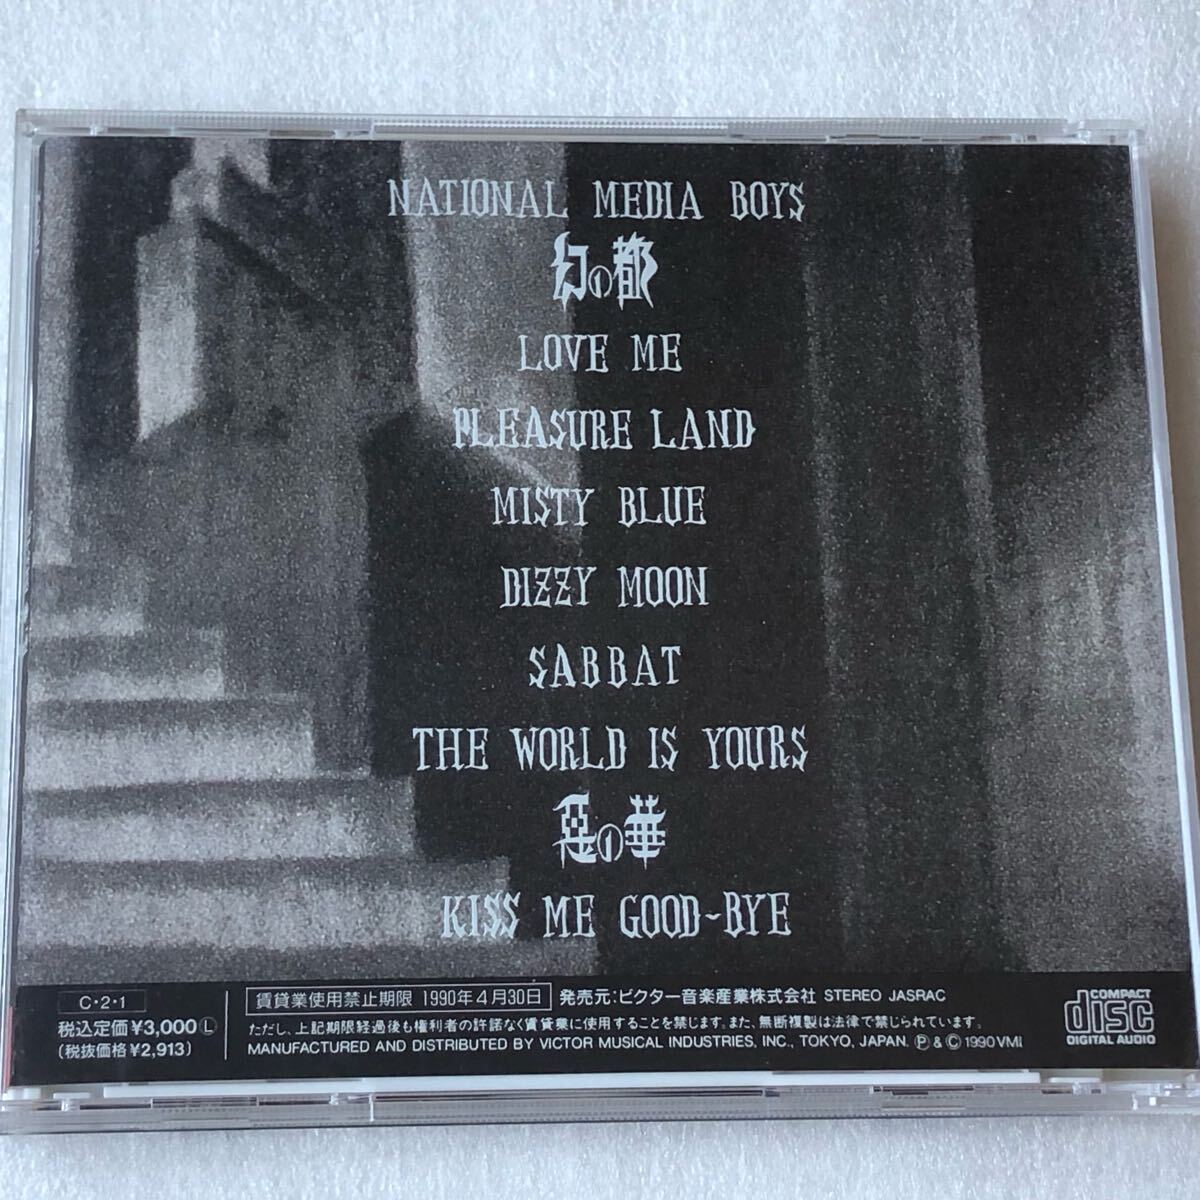 NATIONAL MEDIA BOYS
幻の都
LOVE ME
PLEASURE LAND
MISTY BLUE
DIZZY MOON
SABBAT
THE WORLD IS YOURS
惡の華
KISS ME GOOD-BYE
C・2・1
税込定価¥3,000Ⓛ
(税抜価格¥2,913)
賃貸業使用禁止期限 1990年4月30日 発売元:ビクター音楽産業株式会社 STEREO JASRAC
ただし、上記期限経過後も権利者の許諾なく賃貸業に使用することを禁じます。また、無断複製は法律で禁じられています。
MANUFACTURED AND DISTRIBUTED BY VICTOR MUSICAL INDUSTRIES, INC., TOKYO, JAPAN. Ⓟ & Ⓒ 1990 VMI
COMPACT
disc
DIGITAL AUDIO